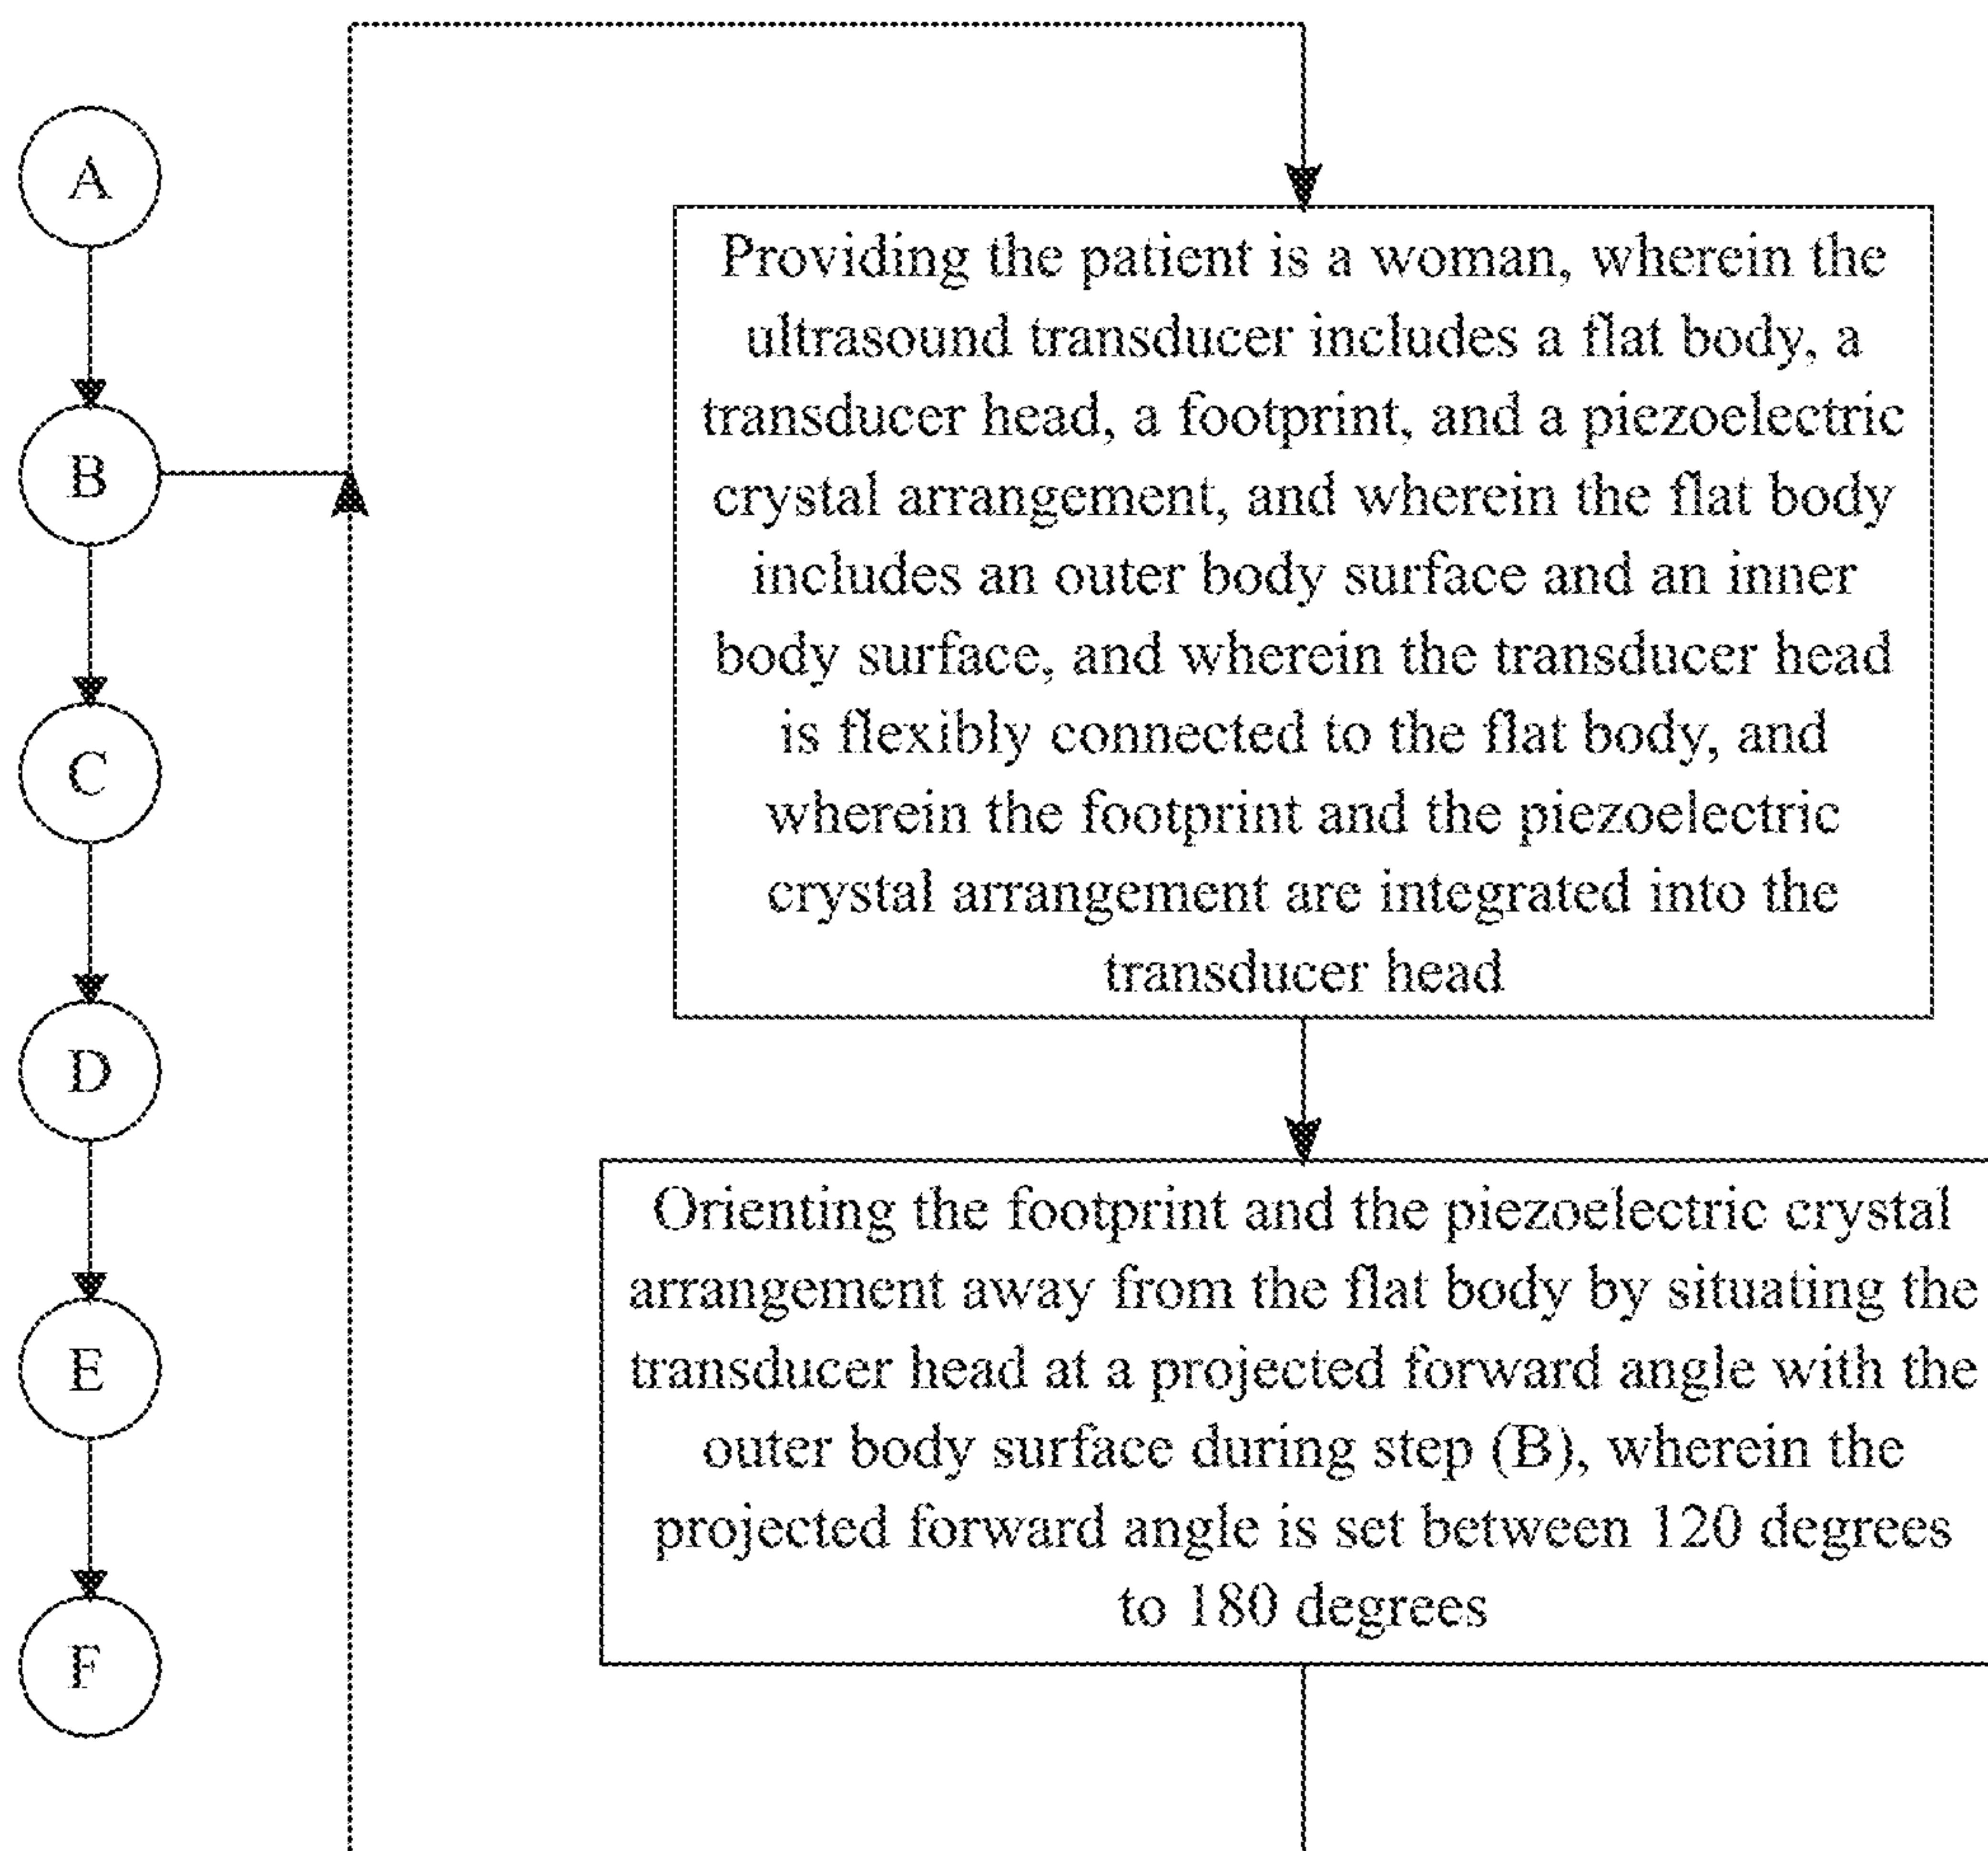 A
B
C
D
E
F
Providing the patient is a woman, wherein the
ultrasound transducer includes a flat body, a
transducer head, a footprint, and a piezoelectric
crystal arrangement, and wherein the flat body
includes an outer body surface and an inner
body surface, and wherein the transducer head
is flexibly connected to the flat body, and
wherein the footprint and the piezoelectric
crystal arrangement are integrated into the
transducer head
Orienting the footprint and the piezoelectric crystal
arrangement away from the flat body by situating the
transducer head at a projected forward angle with the
outer body surface during step (B), wherein the
projected forward angle is set between 120 degrees
to 180 degrees